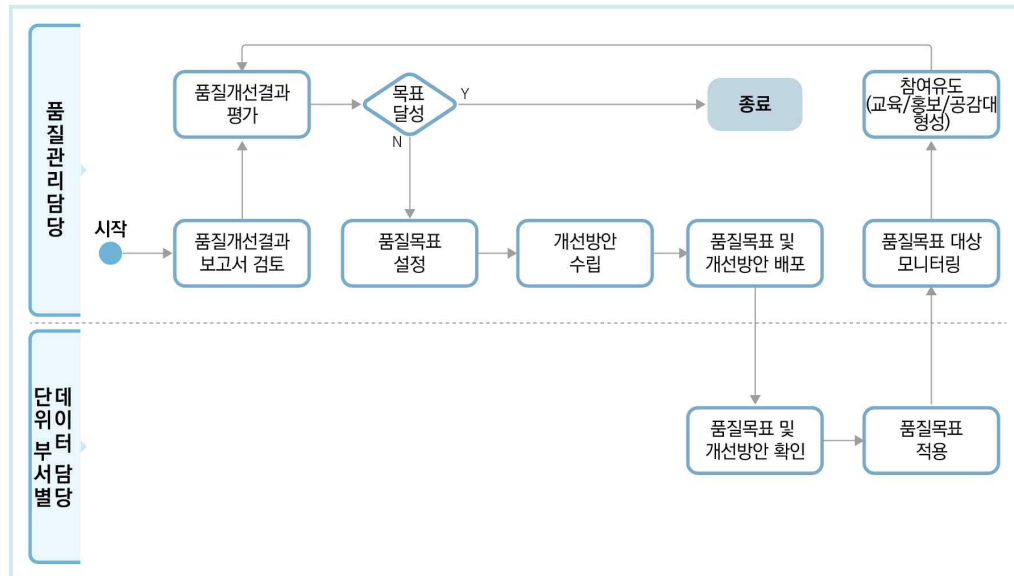 품질관리담당
시작
품질개선결과
보고서 검토
품질개선결과
평가
목표
달성
Y
N
종료
품질목표
설정
개선방안
수립
품질목표 및
개선방안 배포
품질목표 대상
모니터링
참여유도
(교육/홍보/공감대
형성)
단위 부서별
데이터 담당
품질목표 및
개선방안 확인
품질목표
적용